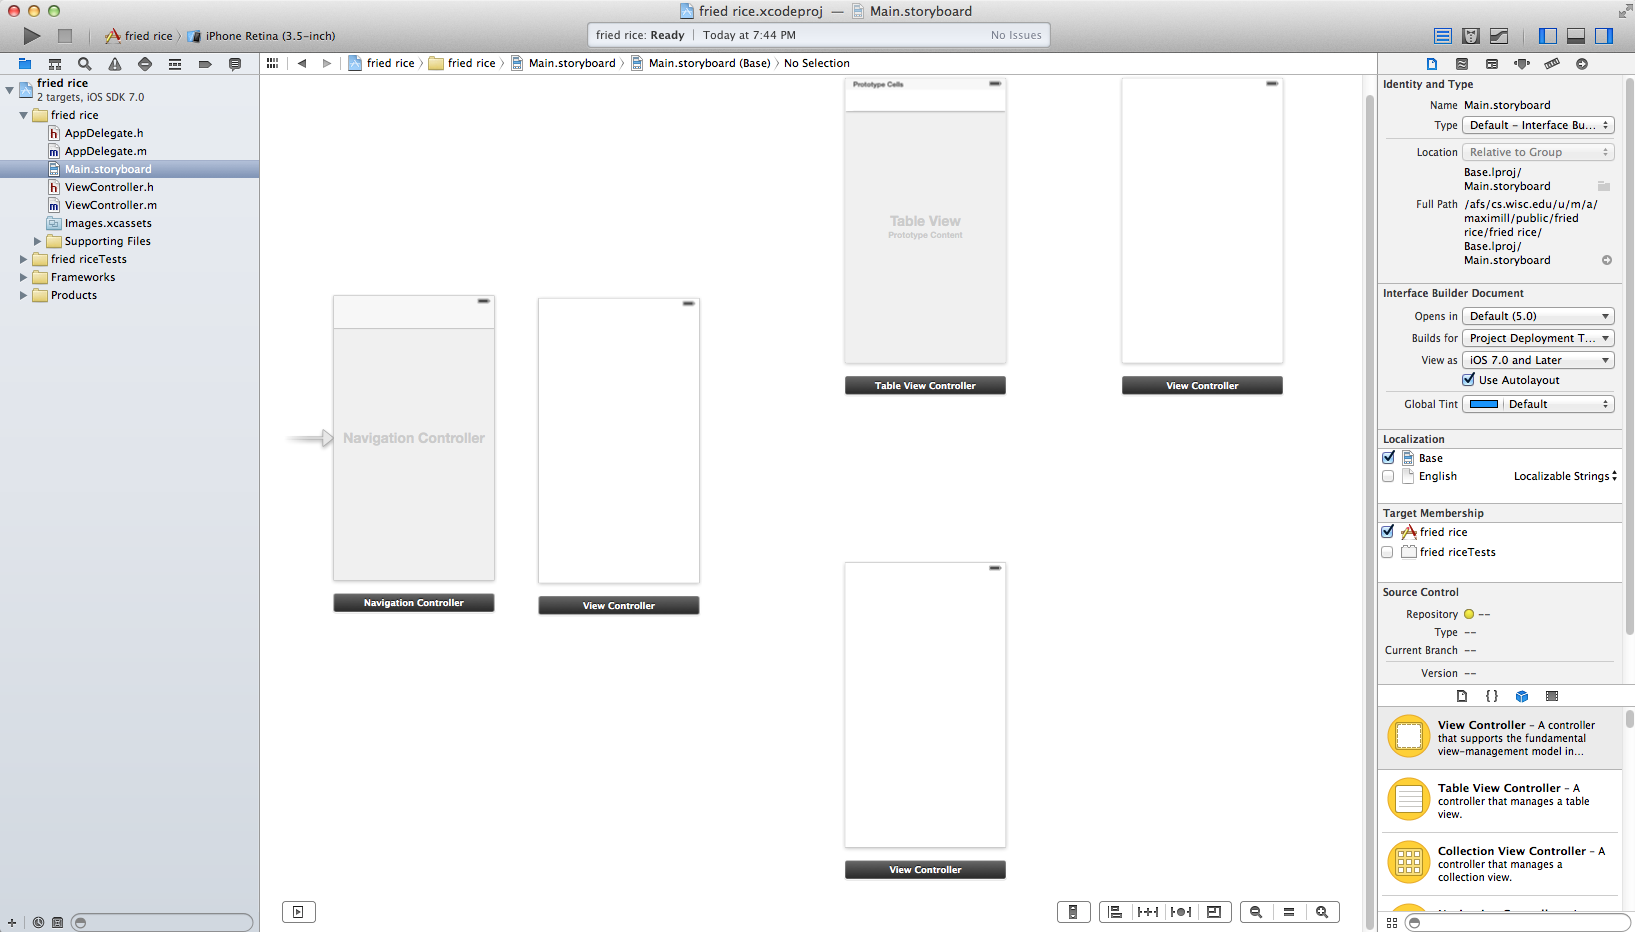 fried rice.xcodeproj — Main.storyboard
fried rice
iPhone Retina (3.5-inch)
fried rice: Ready
Today at 7:44 PM
No Issues
fried rice
fried rice
Main.storyboard
Main.storyboard (Base)
No Selection
fried rice
2 targets, iOS SDK 7.0
fried rice
AppDelegate.h
AppDelegate.m
Main.storyboard
ViewController.h
ViewController.m
Images.xcassets
Supporting Files
fried riceTests
Frameworks
Products
Prototype Cells
Table View
Prototype Content
Table View Controller
View Controller
Navigation Controller
Navigation Controller
View Controller
View Controller
Identity and Type
Name Main.storyboard
Type Default - Interface Bu...
Location Relative to Group
Base.lproj/
Main.storyboard
Full Path /afs/cs.wisc.edu/u/m/a/
maximill/public/fried
rice/fried rice/
Base.lproj/
Main.storyboard
Interface Builder Document
Opens in Default (5.0)
Builds for Project Deployment T...
View as iOS 7.0 and Later
Use Autolayout
Global Tint Default
Localization
Base
English Localizable Strings
Target Membership
fried rice
fried riceTests
Source Control
Repository --
Type --
Current Branch --
Version --
View Controller - A controller
that supports the fundamental
view-management model in...
Table View Controller - A
controller that manages a table
view.
Collection View Controller - A
controller that manages a
collection view.